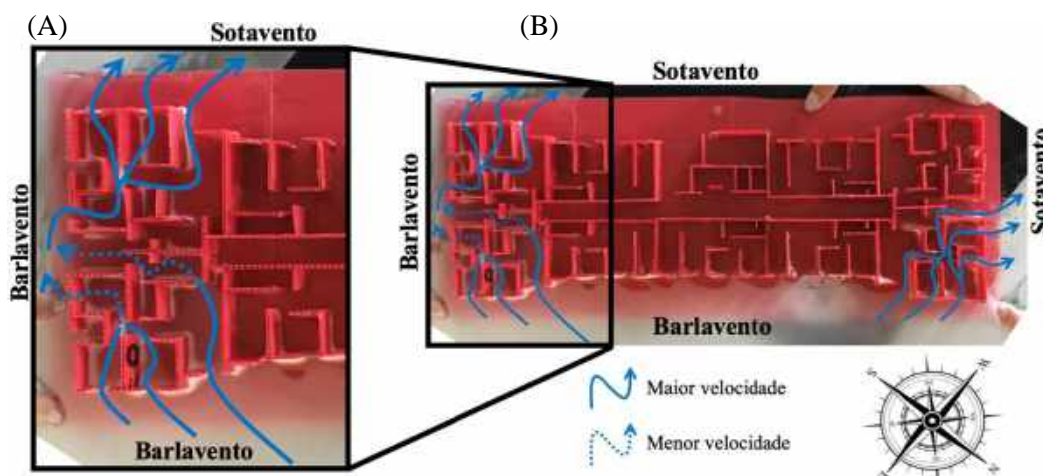 (A)
(B)
Sotavento
Sotavento
Sotavento
Barlavento
Barlavento
Barlavento
Barlavento
Maior velocidade
Menor velocidade
S
W
N